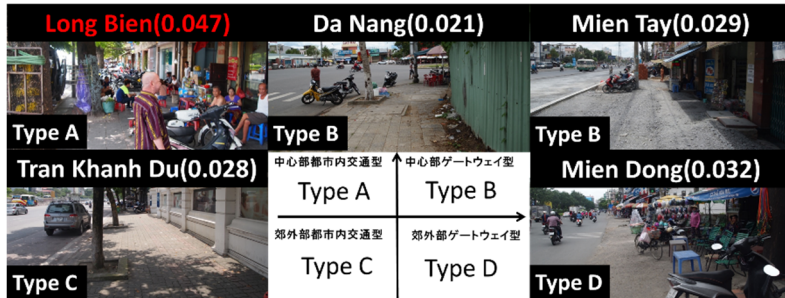 Long Bien(0.047)
Da Nang(0.021)
Mien Tay(0.029)
Type A
Type B
Type B
Tran Khanh Du(0.028)
中心部都市内交通型
中心部ゲートウェイ型
Mien Dong(0.032)
Type A
Type B
郊外部都市内交通型
郊外部ゲートウェイ型
Type C
Type C
Type D
Type D